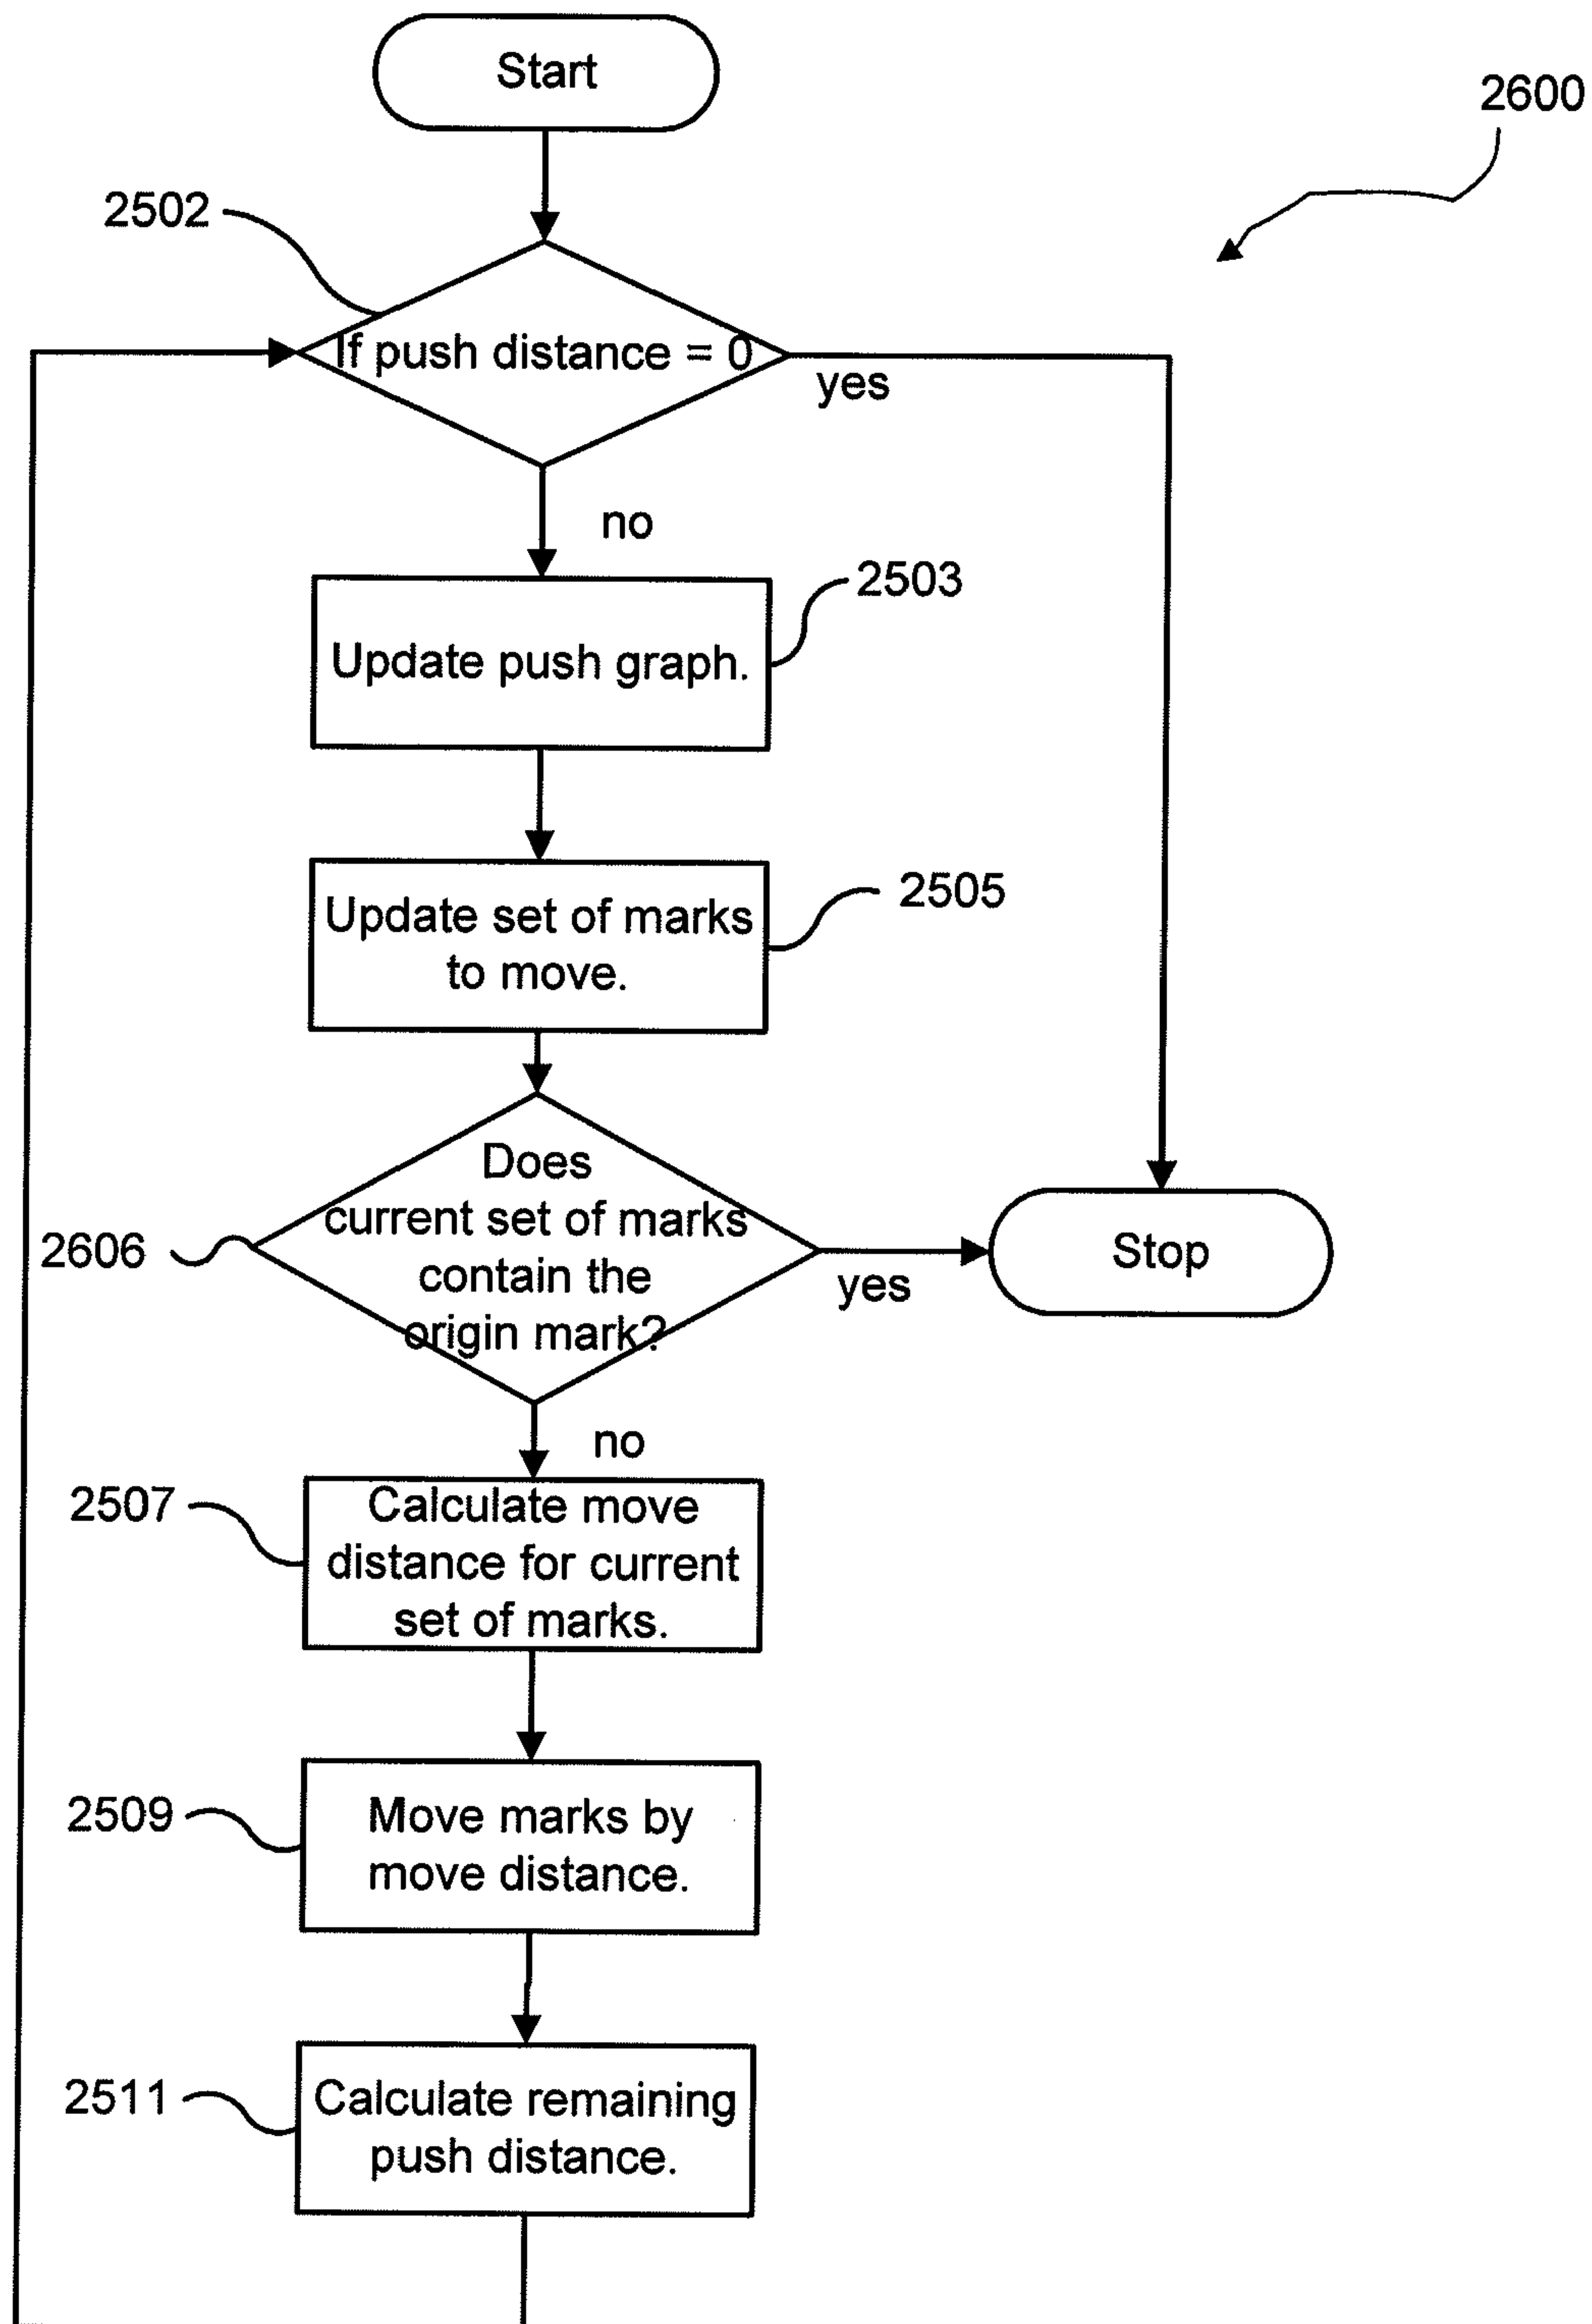 Start
2600
2502
If push distance = 0
yes
no
2503
Update push graph.
2505
Update set of marks
to move.
Does
current set of marks
contain the
origin mark?
2606
yes
Stop
no
2507
Calculate move
distance for current
set of marks.
2509
Move marks by
move distance.
2511
Calculate remaining
push distance.